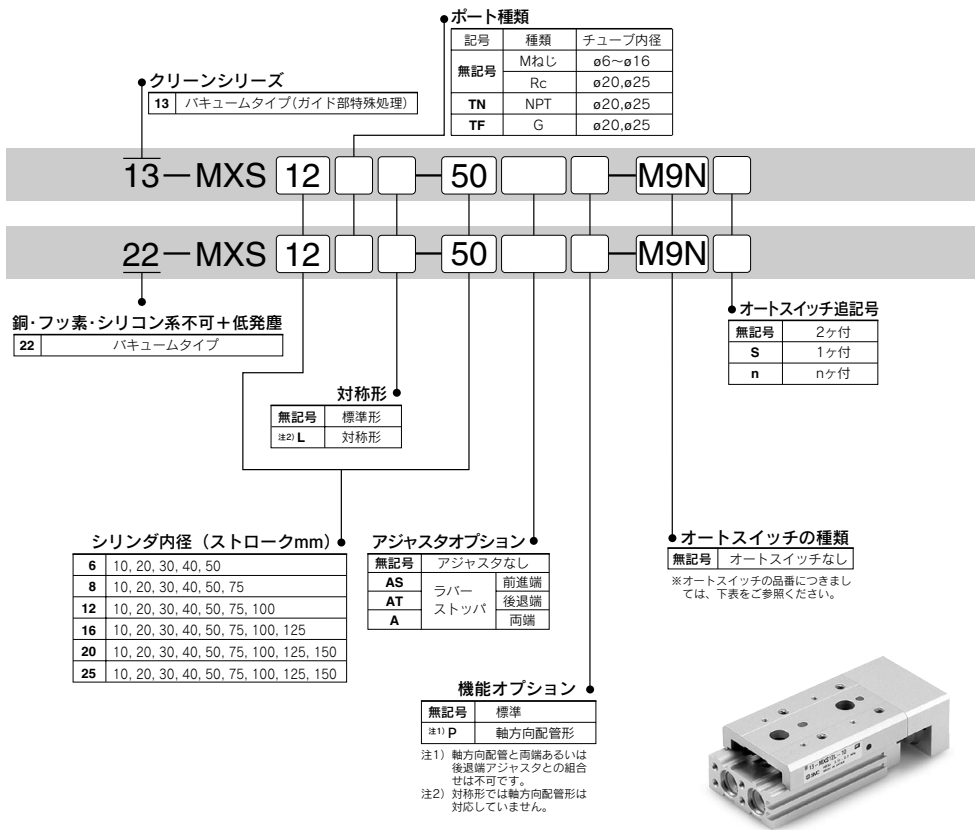 ポート種類
記号 種類 チューブ内径
無記号 Mねじ ø6~ø16
Rc ø20,ø25
TN NPT ø20,ø25
TF G ø20,ø25
クリーンシリーズ
13 バキュームタイプ(ガイド部特殊処理)
13-MXS 12 - 50 - M9N
22-MXS 12 - 50 - M9N
銅・フッ素・シリコン系不可+低発塵
22 バキュームタイプ
オートスイッチ追記号
無記号 2ヶ付
S 1ヶ付
n nヶ付
対称形
無記号 標準形
注2) L 対称形
シリンダ内径(ストロークmm)
6 10, 20, 30, 40, 50
8 10, 20, 30, 40, 50, 75
12 10, 20, 30, 40, 50, 75, 100
16 10, 20, 30, 40, 50, 75, 100, 125
20 10, 20, 30, 40, 50, 75, 100, 125, 150
25 10, 20, 30, 40, 50, 75, 100, 125, 150
アジャスタオプション
無記号 アジャスタなし
AS ラバーストッパ 前進端
AT 後退端
A 両端
オートスイッチの種類
無記号 オートスイッチなし
※オートスイッチの品番につきまし
ては、下表をご参照ください。
機能オプション
無記号 標準
注1) P 軸方向配管形
注1) 軸方向配管と両端あるいは
後退端アジャスタとの組合
せは不可です。
注2) 対称形では軸方向配管形は
対応していません。